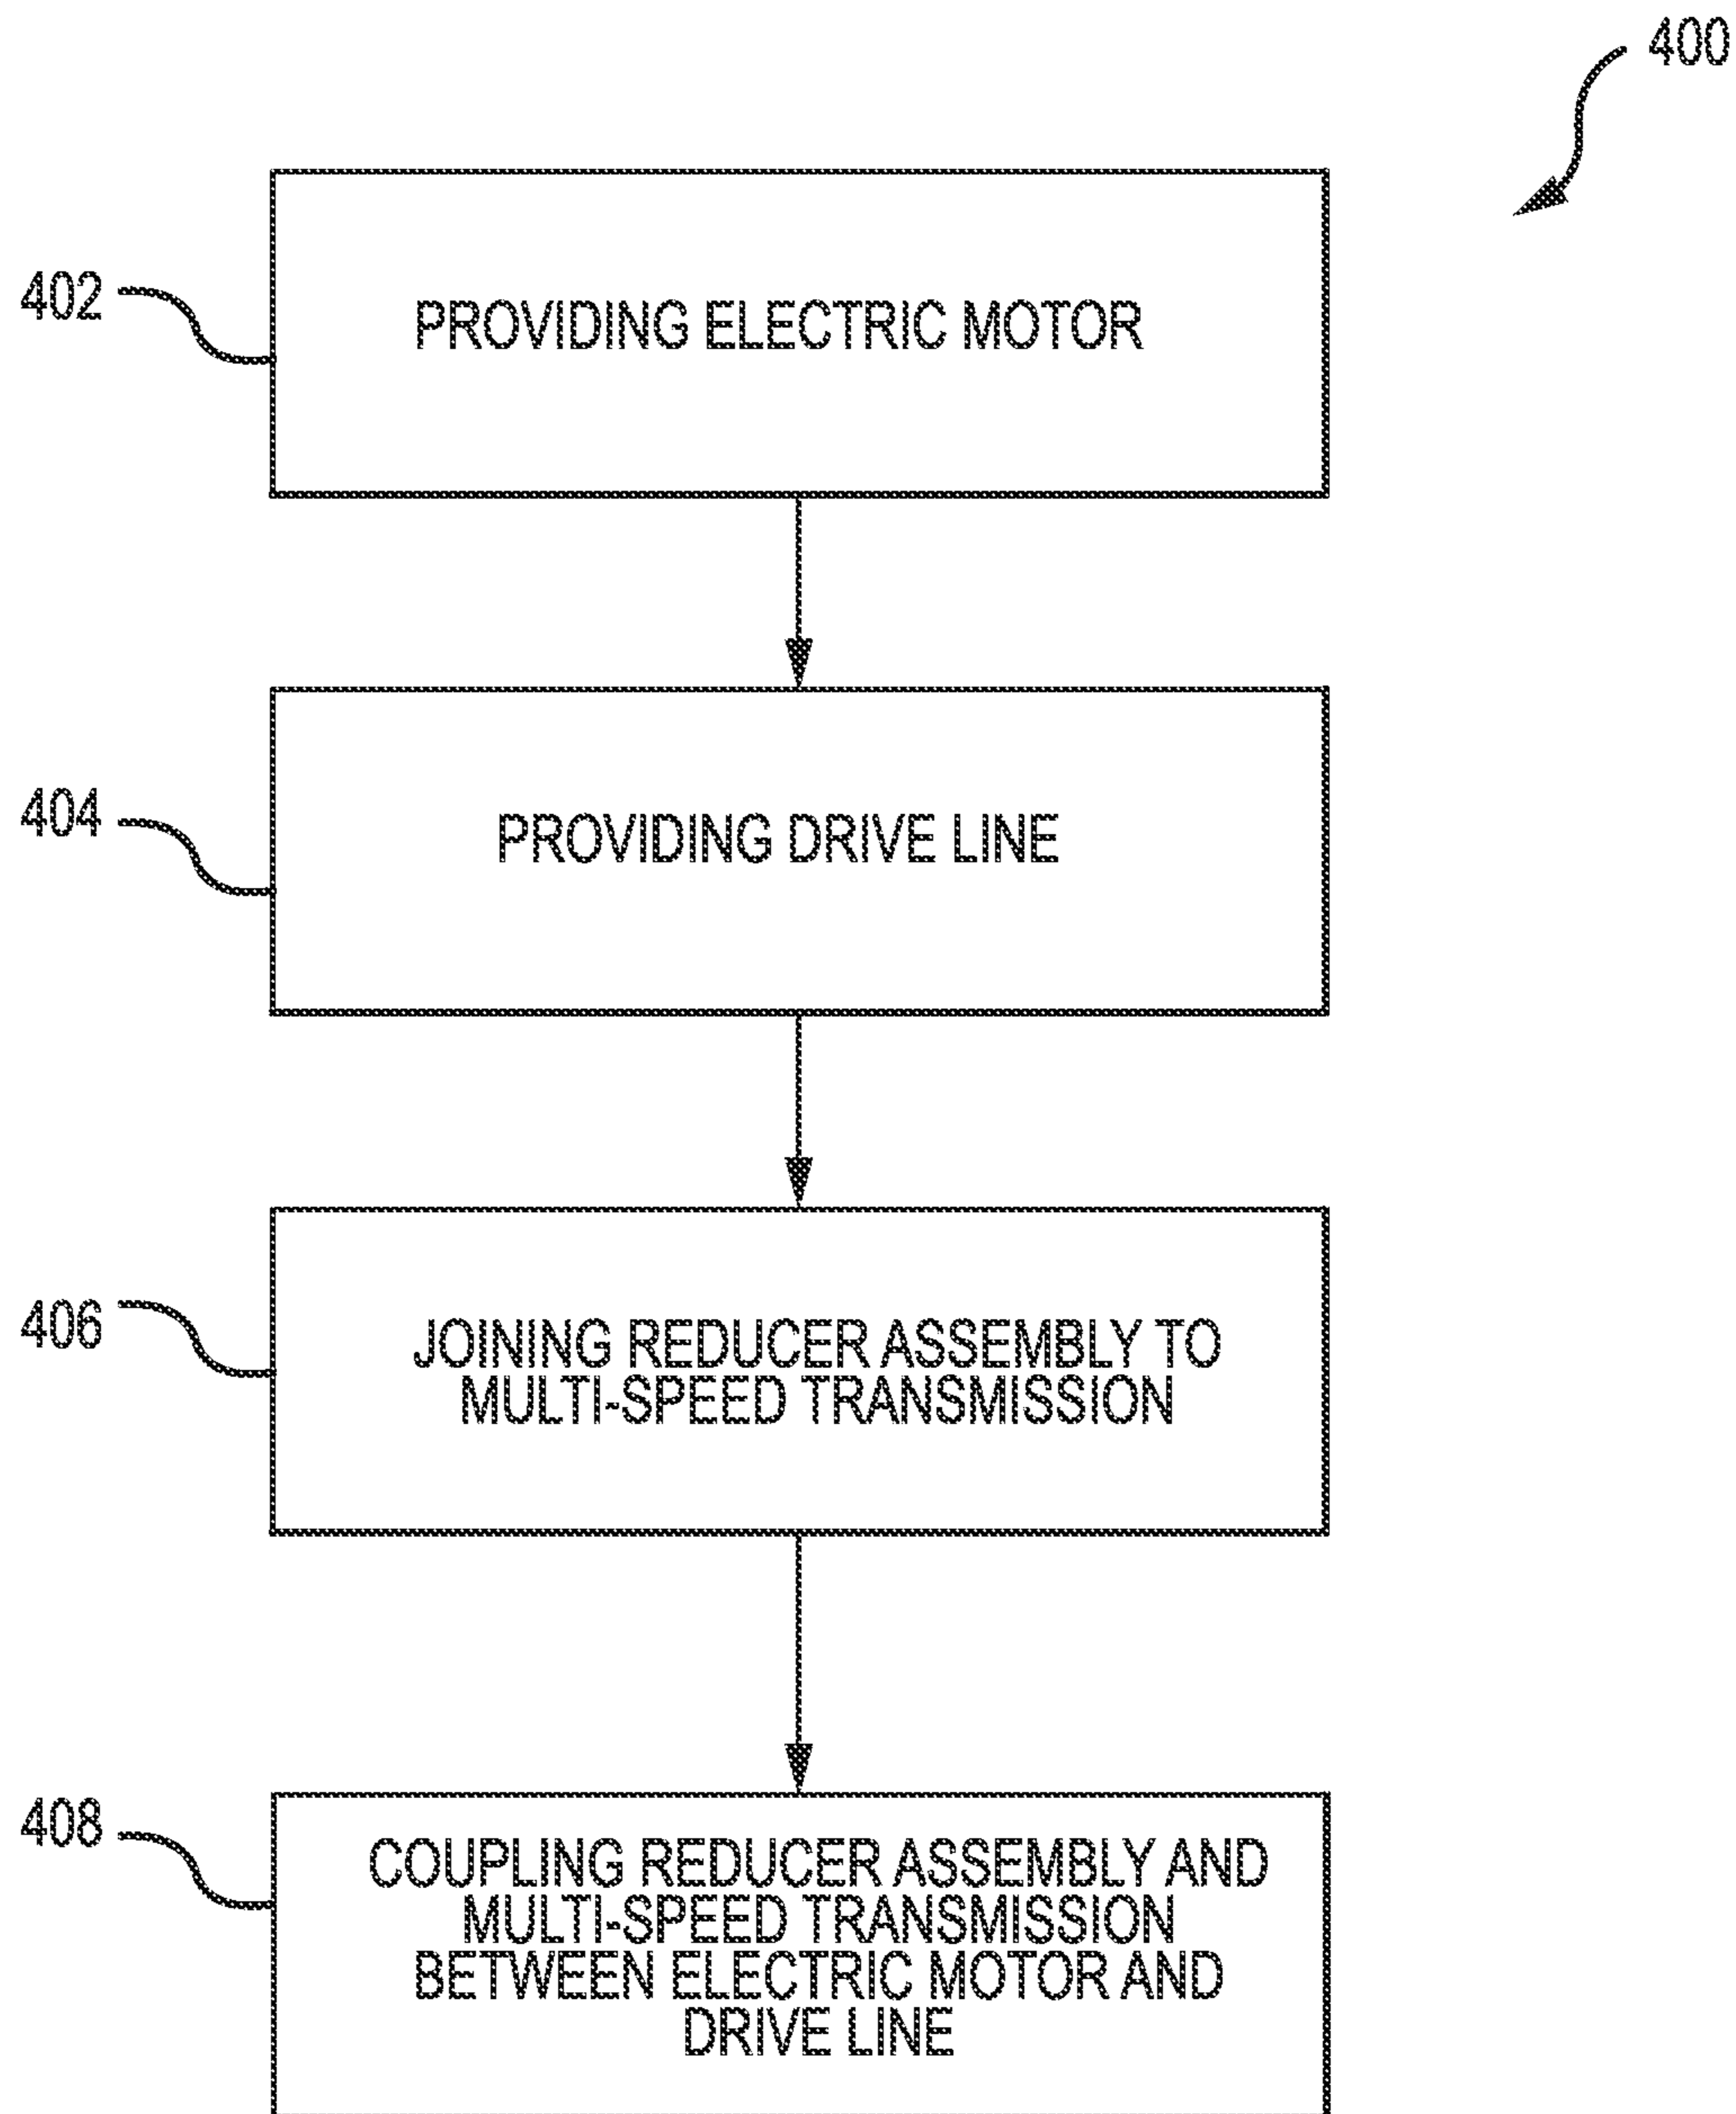 400
402
PROVIDING ELECTRIC MOTOR
404
PROVIDING DRIVE LINE
406
JOINING REDUCER ASSEMBLY TO
MULTI-SPEED TRANSMISSION
408
COUPLING REDUCER ASSEMBLY AND
MULTI-SPEED TRANSMISSION
BETWEEN ELECTRIC MOTOR AND
DRIVE LINE